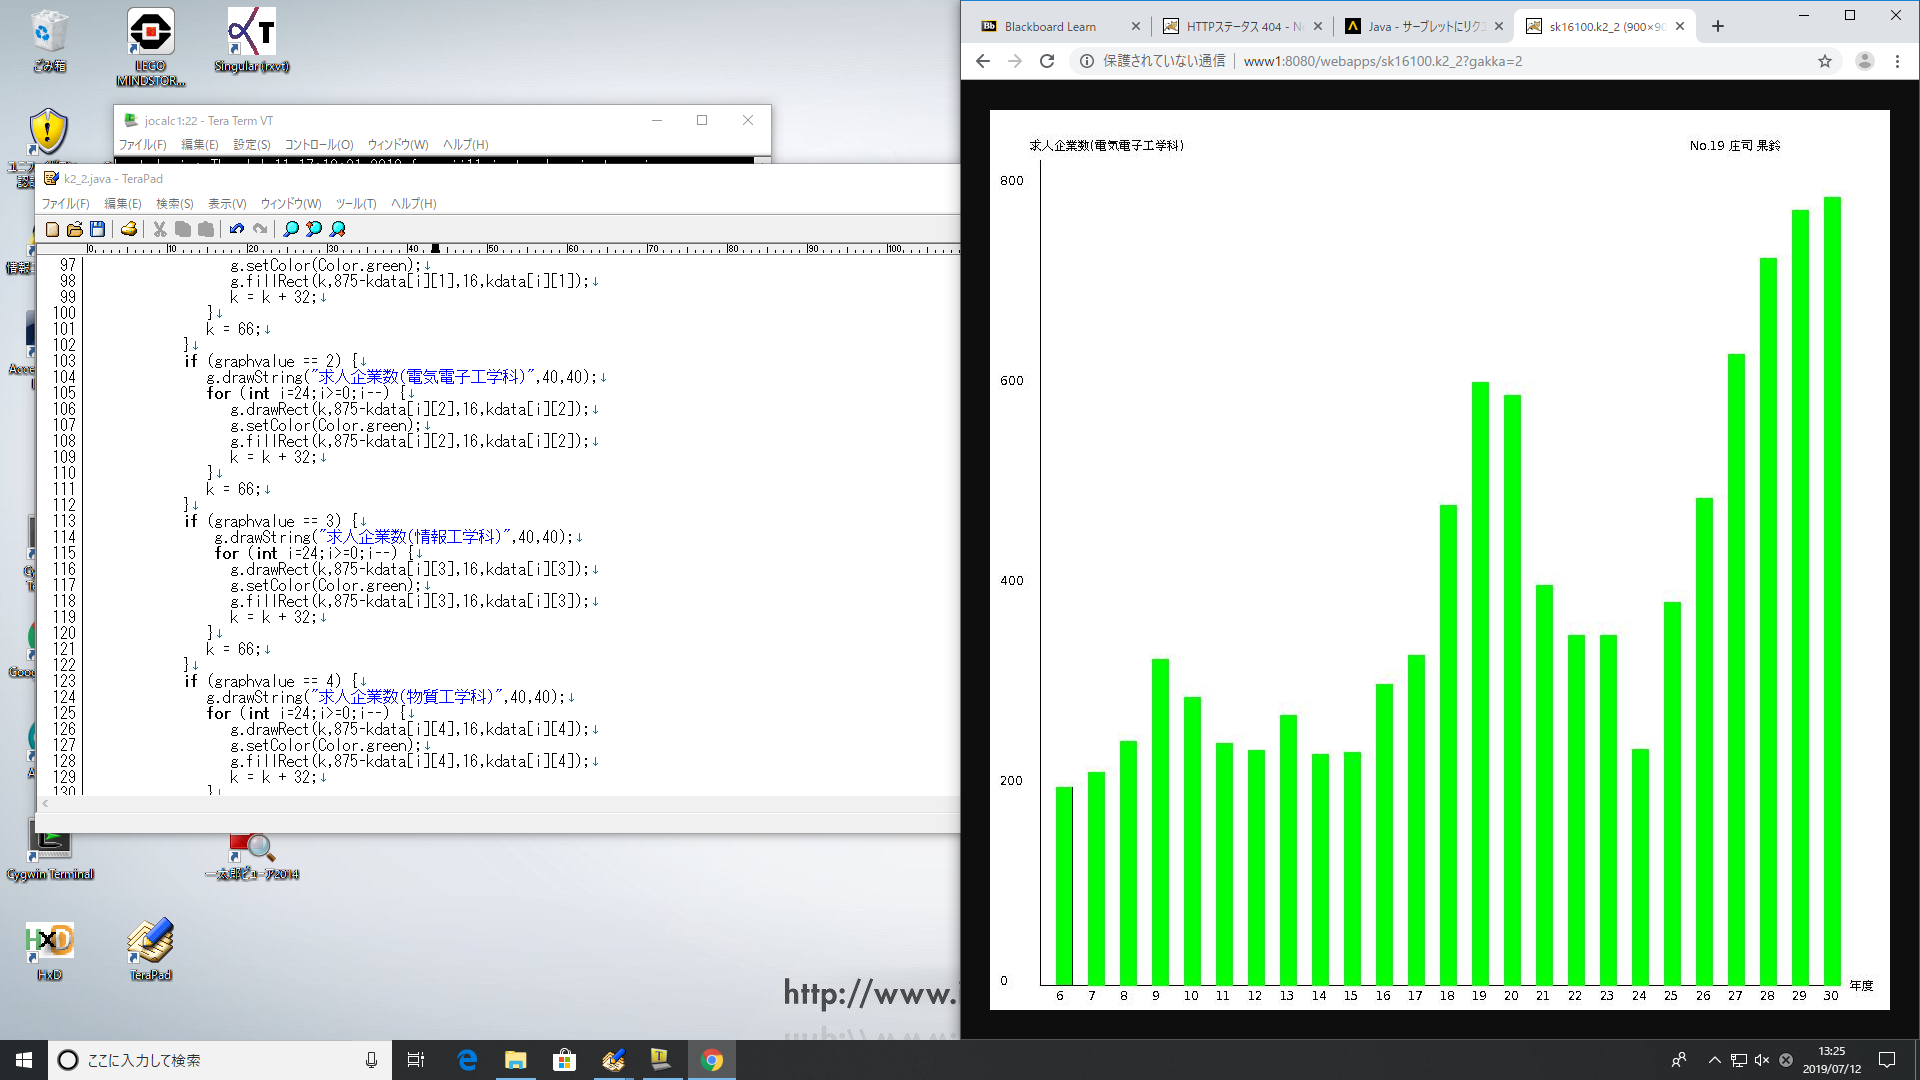 ごみ箱
LEGO
MINDSTOR...
Singular (rxvt)
Cygwin Terminal
一太郎ビューア2014
HxD
TeraPad
http://www.
jocalc1:22 - Tera Term VT
ファイル(F) 編集(E) 設定(S) コントロール(O) ウィンドウ(W) ヘルプ(H)
k2_2.java - TeraPad
ファイル(F) 編集(E) 検索(S) 表示(V) ウィンドウ(W) ツール(T) ヘルプ(H)
0 10 20 30 40 50 60 70 80 90 100
97 g.setColor(Color.green);↓
98 g.fillRect(k,875-kdata[i][1],16,kdata[i][1]);↓
99 k = k + 32;↓
100 }↓
101 k = 66;↓
102 }↓
103 if (graphvalue == 2) {↓
104 g.drawString("求人企業数(電気電子工学科)",40,40);↓
105 for (int i=24;i>=0;i--) {↓
106 g.drawRect(k,875-kdata[i][2],16,kdata[i][2]);↓
107 g.setColor(Color.green);↓
108 g.fillRect(k,875-kdata[i][2],16,kdata[i][2]);↓
109 k = k + 32;↓
110 }↓
111 k = 66;↓
112 }↓
113 if (graphvalue == 3) {↓
114 g.drawString("求人企業数(情報工学科)",40,40);↓
115 for (int i=24;i>=0;i--) {↓
116 g.drawRect(k,875-kdata[i][3],16,kdata[i][3]);↓
117 g.setColor(Color.green);↓
118 g.fillRect(k,875-kdata[i][3],16,kdata[i][3]);↓
119 k = k + 32;↓
120 }↓
121 k = 66;↓
122 }↓
123 if (graphvalue == 4) {↓
124 g.drawString("求人企業数(物質工学科)",40,40);↓
125 for (int i=24;i>=0;i--) {↓
126 g.drawRect(k,875-kdata[i][4],16,kdata[i][4]);↓
127 g.setColor(Color.green);↓
128 g.fillRect(k,875-kdata[i][4],16,kdata[i][4]);↓
129 k = k + 32;↓
130 }↓
Blackboard Learn
HTTPステータス 404 - N
Java - サーブレットにリク
sk16100.k2_2 (900×90
保護されていない通信 | www1:8080/webapps/sk16100.k2_2?gakka=2
求人企業数(電気電子工学科)
No.19 庄司 果鈴
800
600
400
200
0
6 7 8 9 10 11 12 13 14 15 16 17 18 19 20 21 22 23 24 25 26 27 28 29 30 年度
ここに入力して検索
13:25
2019/07/12